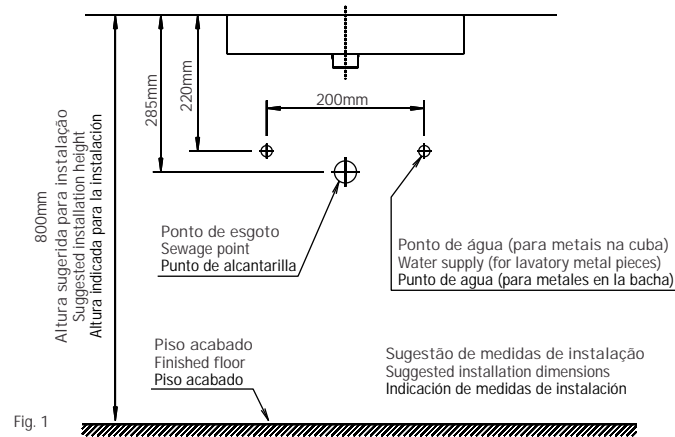 800mm
Altura sugerida para instalação
Suggested installation height
Altura indicada para la instalación
285mm
220mm
200mm
Ponto de esgoto
Sewage point
Punto de alcantarilla
Ponto de água (para metais na cuba)
Water supply (for lavatory metal pieces)
Punto de agua (para metales en la bacha)
Piso acabado
Finished floor
Piso acabado
Sugestão de medidas de instalação
Suggested installation dimensions
Indicación de medidas de instalación
Fig. 1